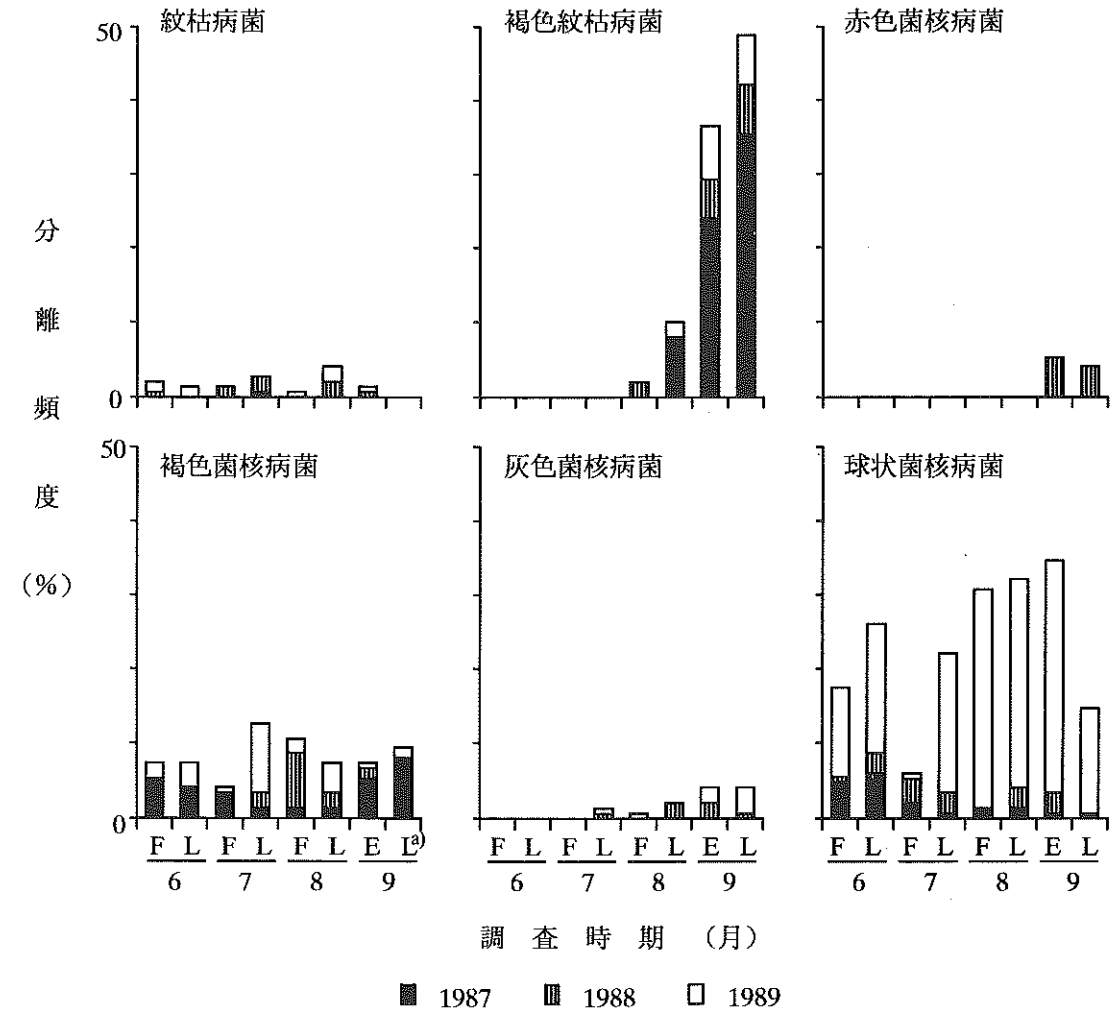 紋枯病菌
褐色紋枯病菌
赤色菌核病菌
50
0
分離頻度(%)
褐色菌核病菌
灰色菌核病菌
球状菌核病菌
50
0
F L F L F L E La) F L F L F L E L F L F L F L E L
6 7 8 9 6 7 8 9 6 7 8 9
調査時期 (月)
1987 1988 1989